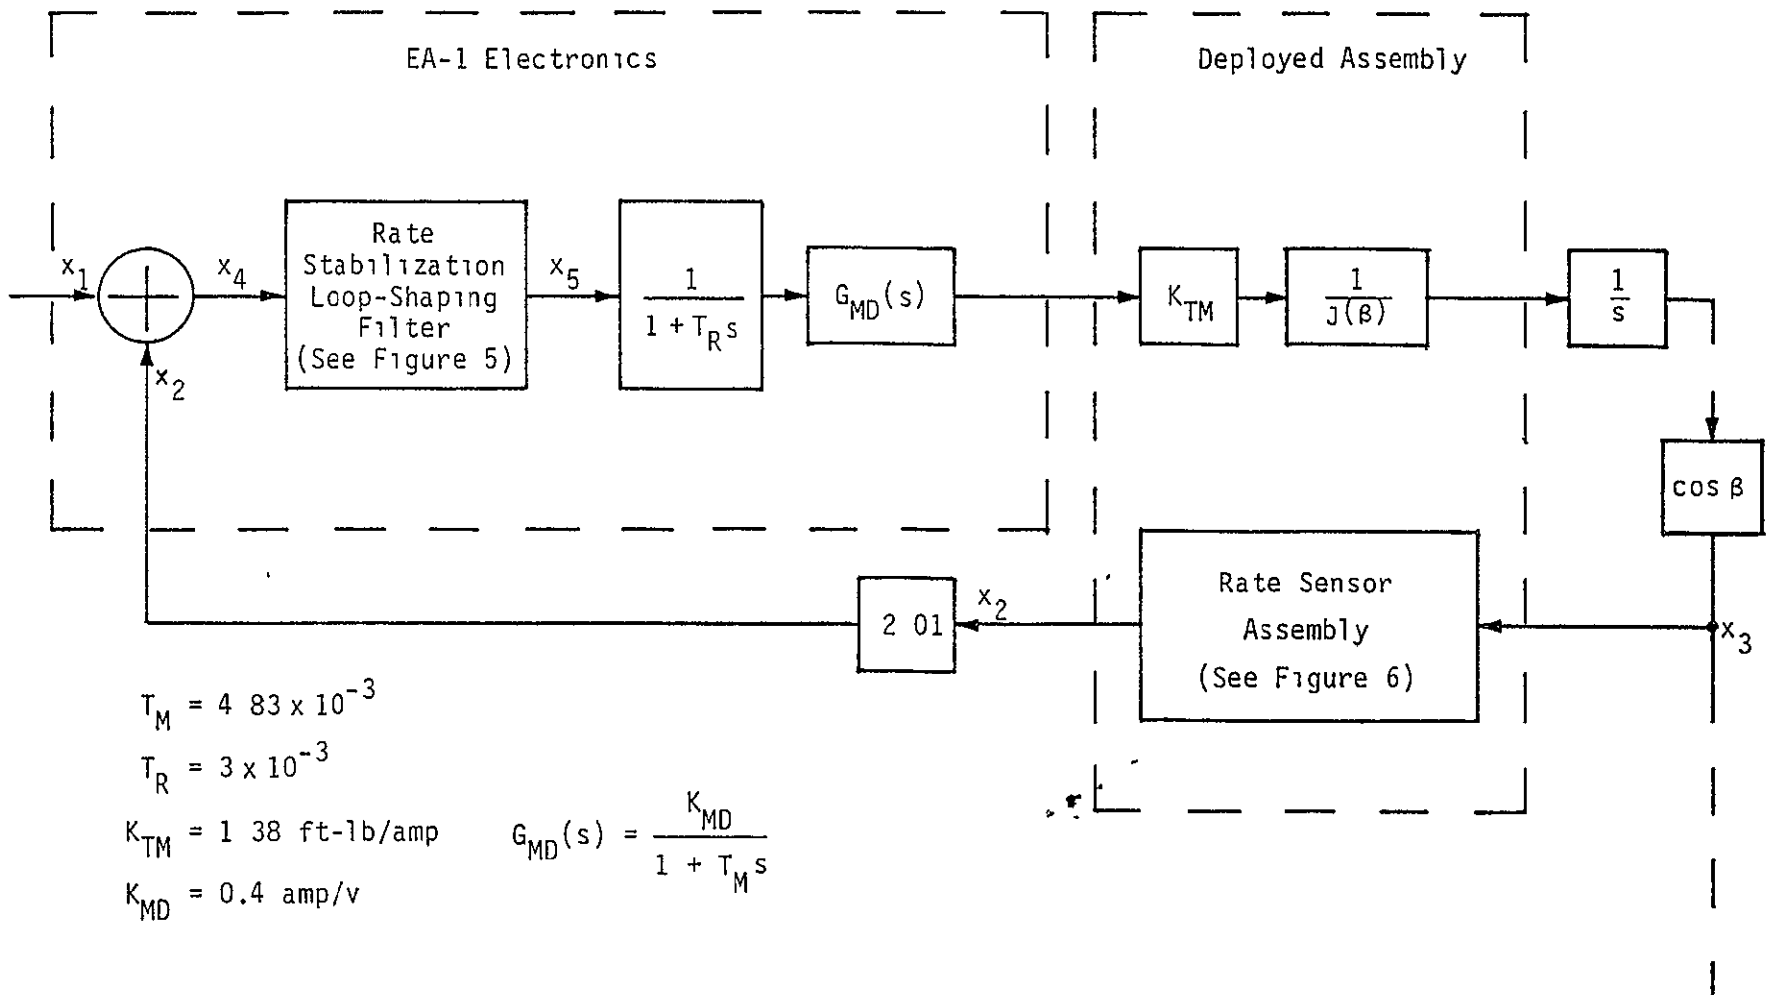 EA-1 Electronics
Deployed Assembly
x1
x4
Rate
Stabilization
Loop-Shaping
Filter
(See Figure 5)
x5
1
1 + TR s
GMD(s)
KTM
1
J(β)
1
s
x2
cos β
2 01
x2
Rate Sensor
Assembly
(See Figure 6)
x3
TM = 4 83 x 10-3
TR = 3 x 10-3
KTM = 1 38 ft-lb/amp
KMD = 0.4 amp/v
GMD(s) = KMD
1 + TM s